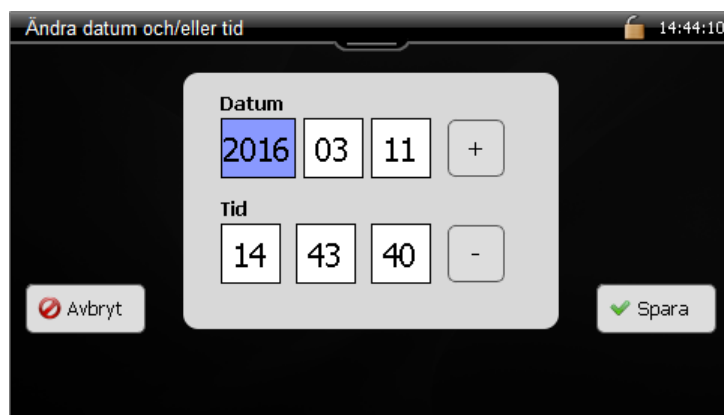 Ändra datum och/eller tid 14:44:10
Datum
2016 03 11 +
Tid
14 43 40 -
Avbryt Spara